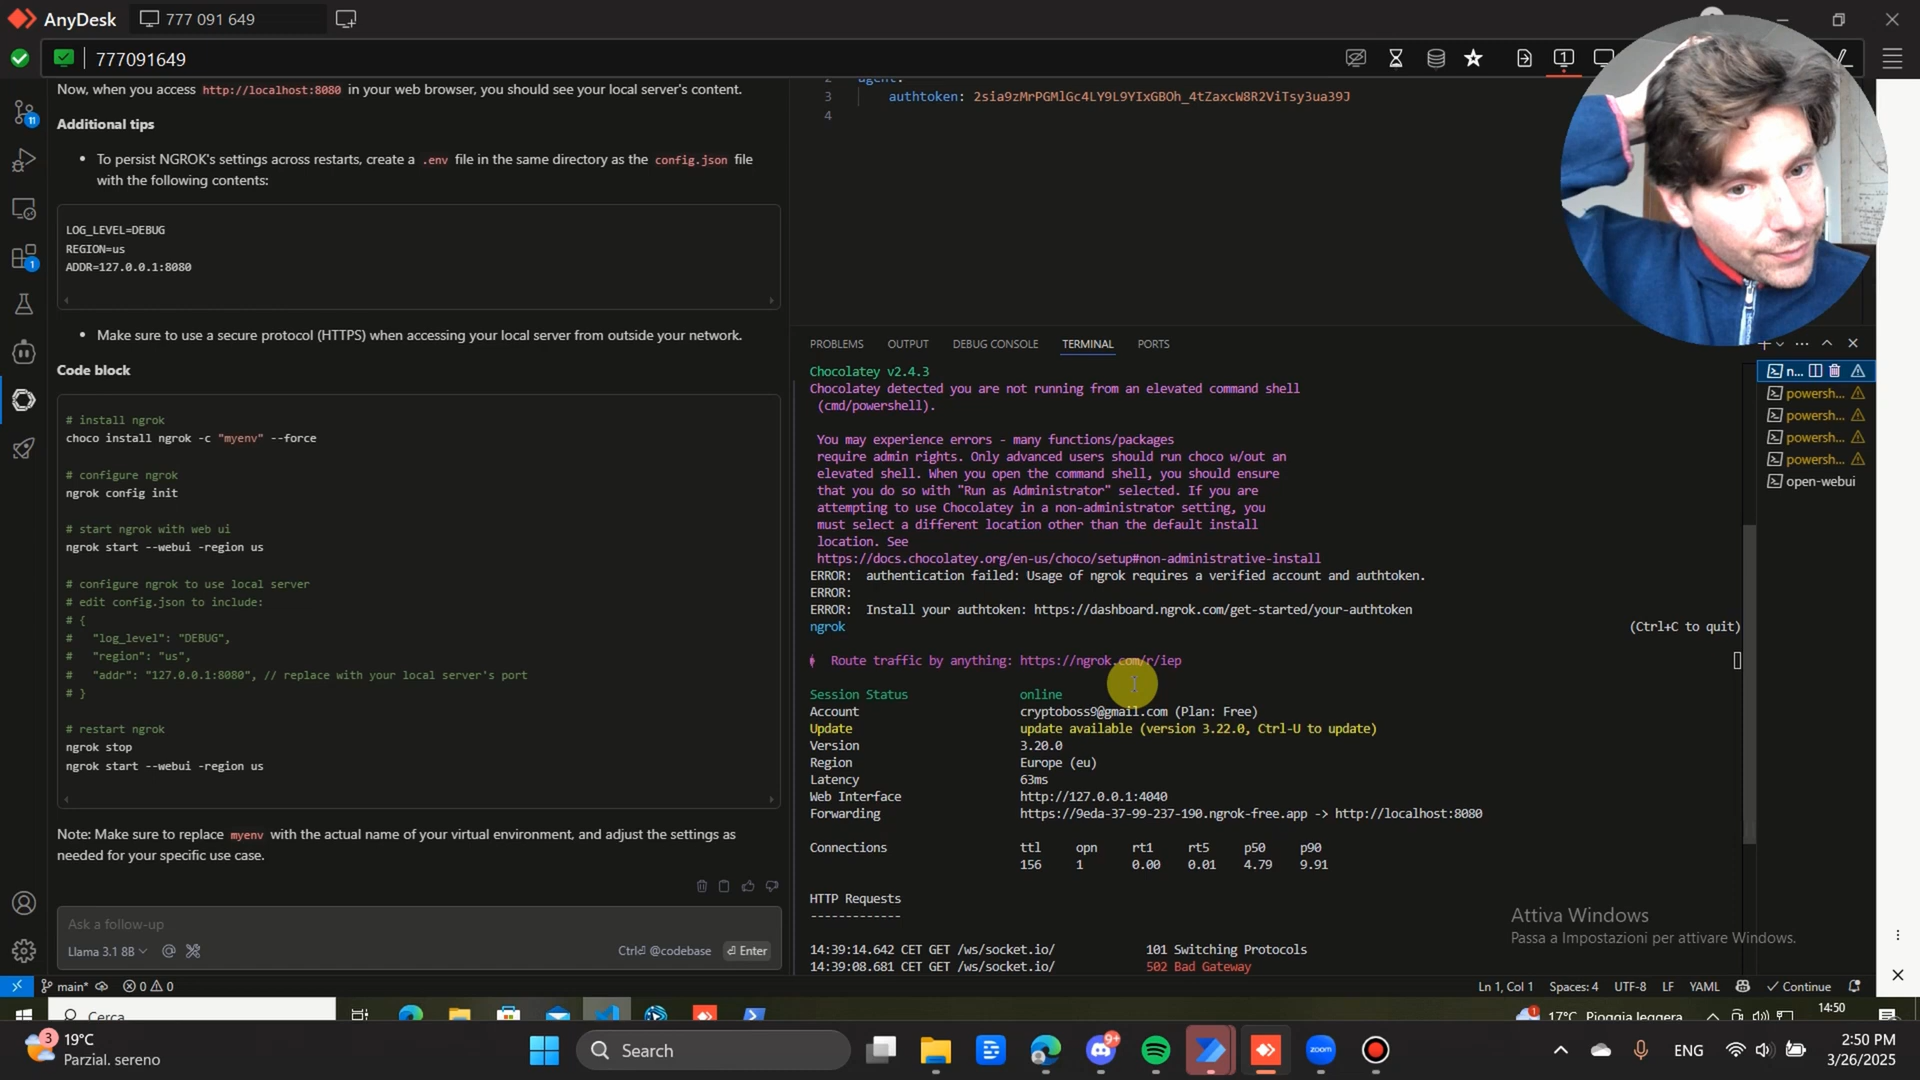 AnyDesk
777 091 649
777091649
Now, when you access http://localhost:8080 in your web browser, you should see your local server's content.
Additional tips
• To persist NGROK's settings across restarts, create a .env file in the same directory as the config.json file
with the following contents:
LOG_LEVEL=DEBUG
REGION=us
ADDR=127.0.0.1:8080
• Make sure to use a secure protocol (HTTPS) when accessing your local server from outside your network.
Code block
# install ngrok
choco install ngrok -c "myenv" --force
# configure ngrok
ngrok config init
# start ngrok with web ui
ngrok start --webui -region us
# configure ngrok to use local server
# edit config.json to include:
# {
#   "log_level": "DEBUG",
#   "region": "us",
#   "addr": "127.0.0.1:8080", // replace with your local server's port
# }
# restart ngrok
ngrok stop
ngrok start --webui -region us
Note: Make sure to replace myenv with the actual name of your virtual environment, and adjust the settings as
needed for your specific use case.
Ask a follow-up
Llama 3.1 8B
Ctrl⏎ @codebase
⏎ Enter
11
1
2 agent:
3 authtoken: 2sia9zMrPGMlGc4LY9L9YIxGBOh_4tZaxcW8R2ViTsy3ua39J
4
PROBLEMS OUTPUT DEBUG CONSOLE TERMINAL PORTS
Chocolatey v2.4.3
Chocolatey detected you are not running from an elevated command shell
(cmd/powershell).
You may experience errors - many functions/packages
require admin rights. Only advanced users should run choco w/out an
elevated shell. When you open the command shell, you should ensure
that you do so with "Run as Administrator" selected. If you are
attempting to use Chocolatey in a non-administrator setting, you
must select a different location other than the default install
location. See
https://docs.chocolatey.org/en-us/choco/setup#non-administrative-install
ERROR:  authentication failed: Usage of ngrok requires a verified account and authtoken.
ERROR:
ERROR:  Install your authtoken: https://dashboard.ngrok.com/get-started/your-authtoken
ngrok (Ctrl+C to quit)
Route traffic by anything: https://ngrok.com/r/iep
Session Status online
Account cryptoboss9@gmail.com (Plan: Free)
Update update available (version 3.22.0, Ctrl-U to update)
Version 3.20.0
Region Europe (eu)
Latency 63ms
Web Interface http://127.0.0.1:4040
Forwarding https://9eda-37-99-237-190.ngrok-free.app -> http://localhost:8080
Connections ttl opn rt1 rt5 p50 p90
156 1 0.00 0.01 4.79 9.91
HTTP Requests
-------------
14:39:14.642 CET GET /ws/socket.io/ 101 Switching Protocols
14:39:08.681 CET GET /ws/socket.io/ 502 Bad Gateway
n...
powersh...
powersh...
powersh...
powersh...
open-webui
Attiva Windows
Passa a Impostazioni per attivare Windows.
main* 0 0
Ln 1, Col 1 Spaces: 4 UTF-8 LF YAML Continue
Cerca
17°C Pioggia leggera
14:50
3
19°C
Parzial. sereno
Search
9+
zoom
ENG
2:50 PM
3/26/2025